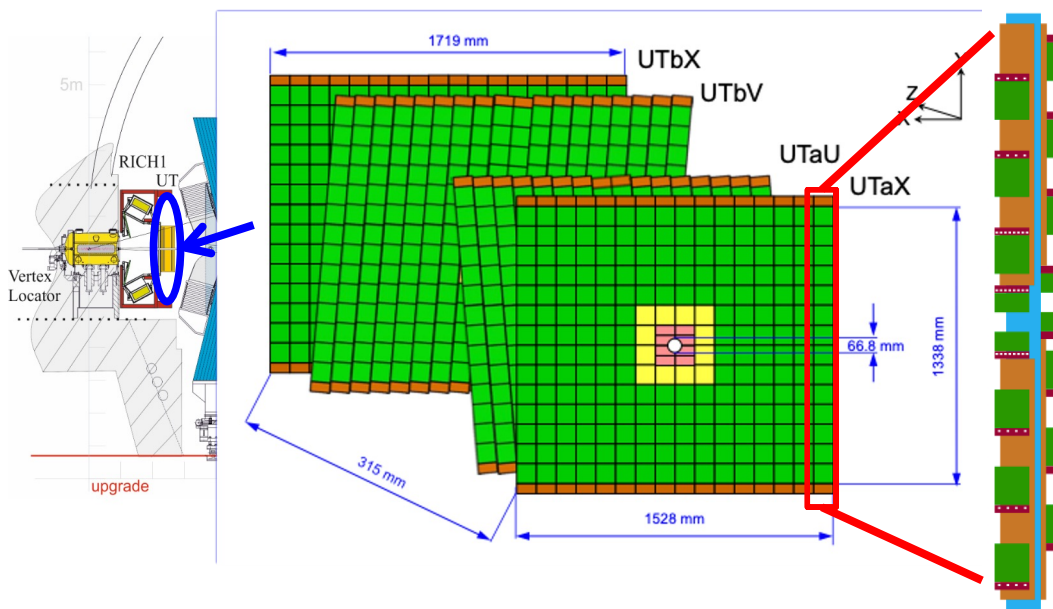 5m
RICH1
UT
Vertex
Locator
upgrade
1719 mm
UTbX
UTbV
UTaU
UTaX
Y
Z
X
66.8 mm
1338 mm
315 mm
1528 mm